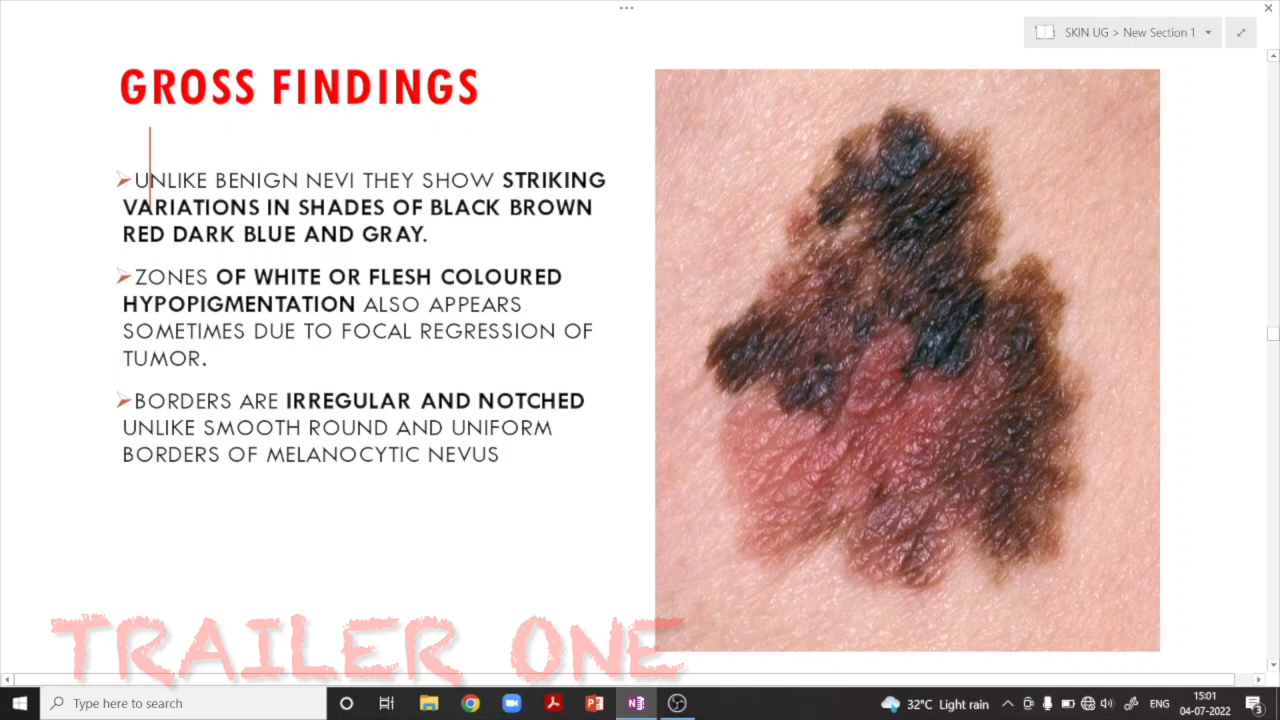 SKIN UG > New Section 1
GROSS FINDINGS
UNLIKE BENIGN NEVI THEY SHOW STRIKING
VARIATIONS IN SHADES OF BLACK BROWN
RED DARK BLUE AND GRAY.
ZONES OF WHITE OR FLESH COLOURED
HYPOPIGMENTATION ALSO APPEARS
SOMETIMES DUE TO FOCAL REGRESSION OF
TUMOR.
BORDERS ARE IRREGULAR AND NOTCHED
UNLIKE SMOOTH ROUND AND UNIFORM
BORDERS OF MELANOCYTIC NEVUS
TRAILER ONE
Type here to search
32°C Light rain
ENG
15:01
04-07-2022
3